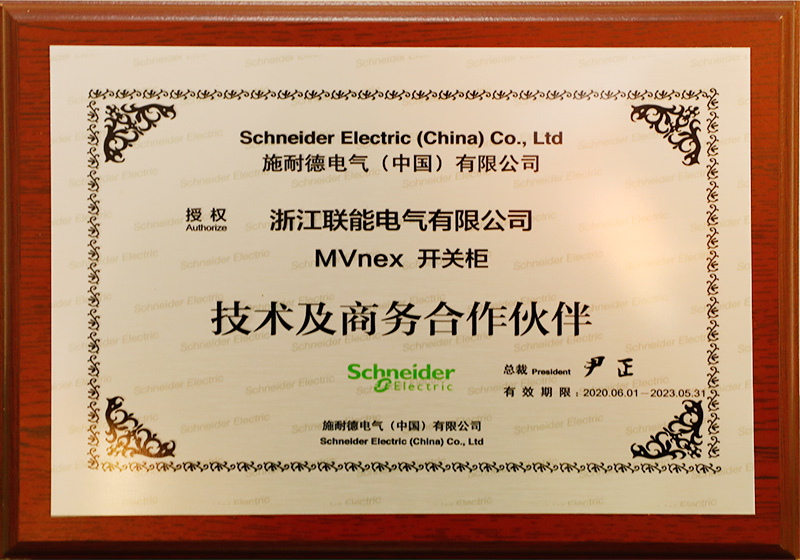 Schneider Electric (China) Co., Ltd
施耐德电气（中国）有限公司
授权 浙江联能电气有限公司
Authorize
MVnex 开关柜
技术及商务合作伙伴
Schneider
Electric
总裁 President 尹正
有效期限：2020.06.01－2023.05.31
施耐德电气（中国）有限公司
Schneider Electric (China) Co., Ltd